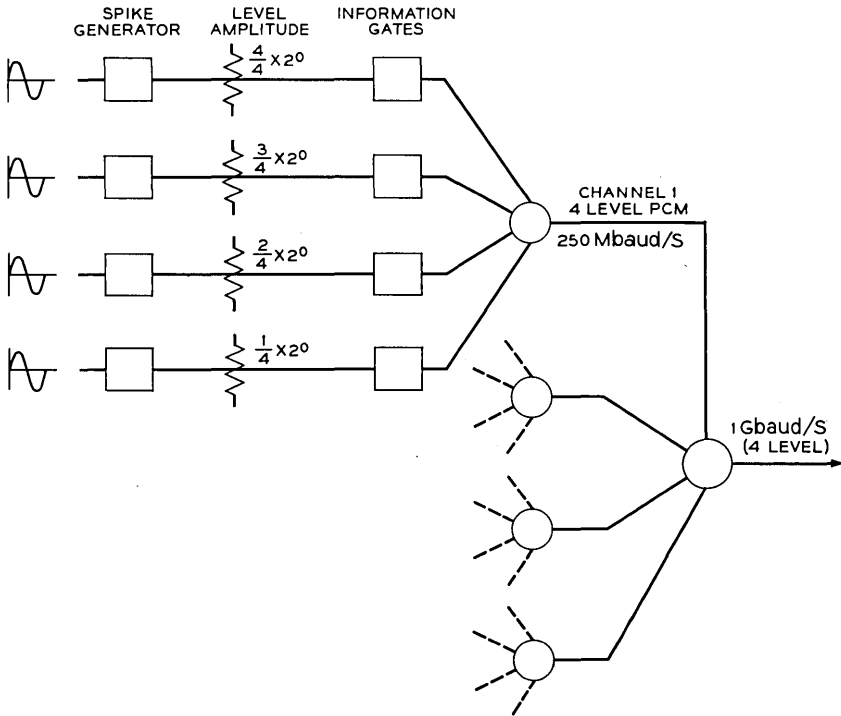 SPIKE GENERATOR
LEVEL AMPLITUDE
INFORMATION GATES
4/4 X 2⁰
3/4 X 2⁰
2/4 X 2⁰
1/4 X 2⁰
CHANNEL 1
4 LEVEL PCM
250 Mbaud/S
1 Gbaud/S
(4 LEVEL)